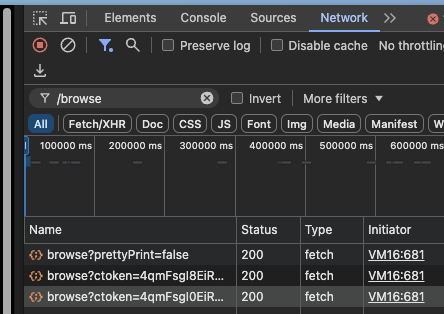 Elements Console Sources Network
Preserve log Disable cache No throttlin
/browse Invert More filters
All Fetch/XHR Doc CSS JS Font Img Media Manifest W
100000 ms 200000 ms 300000 ms 400000 ms 500000 ms 600000 ms
Name Status Type Initiator
browse?prettyPrint=false 200 fetch VM16:681
browse?ctoken=4qmFsgI8EiR... 200 fetch VM16:681
browse?ctoken=4qmFsgI0EiR... 200 fetch VM16:681